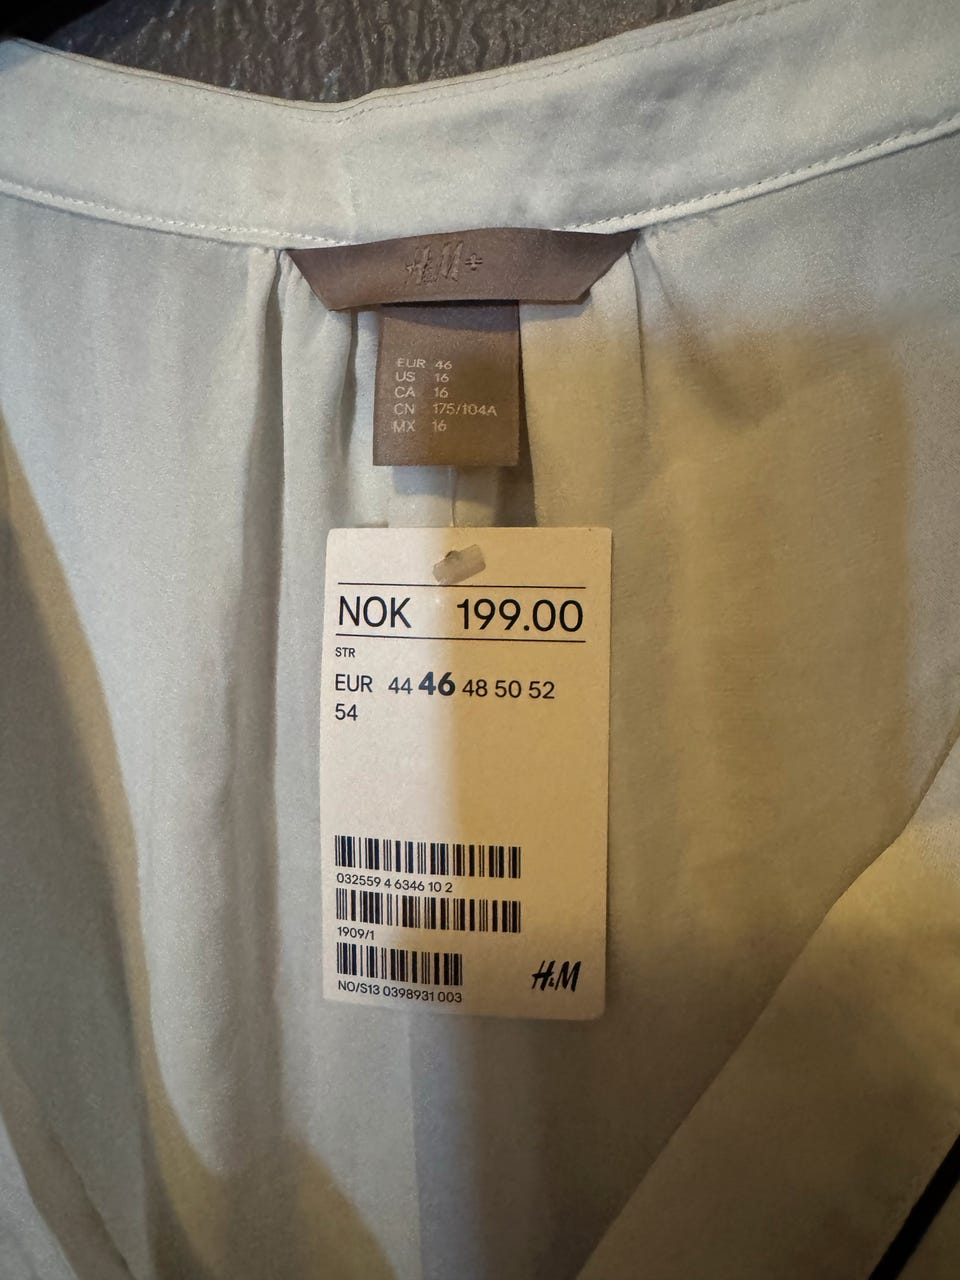 H&M+
EUR 46
US 16
CA 16
CN 175/104A
MX 16
NOK 199.00
STR
EUR 44 46 48 50 52
54
032559 4 6346 10 2
1909/1
NO/S13 0398931 003
H&M